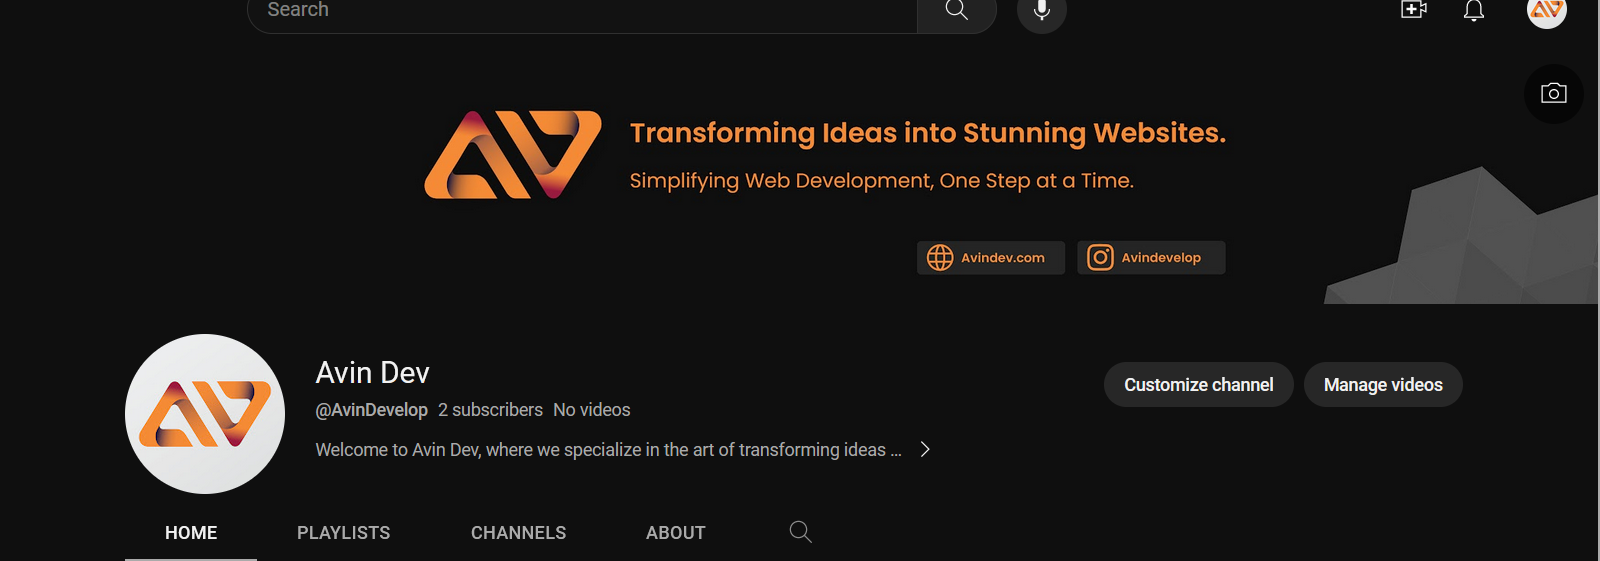 Search
Transforming Ideas into Stunning Websites.
Simplifying Web Development, One Step at a Time.
Avindev.com
Avindevelop
Avin Dev
@AvinDevelop 2 subscribers No videos
Welcome to Avin Dev, where we specialize in the art of transforming ideas ...
Customize channel
Manage videos
HOME PLAYLISTS CHANNELS ABOUT